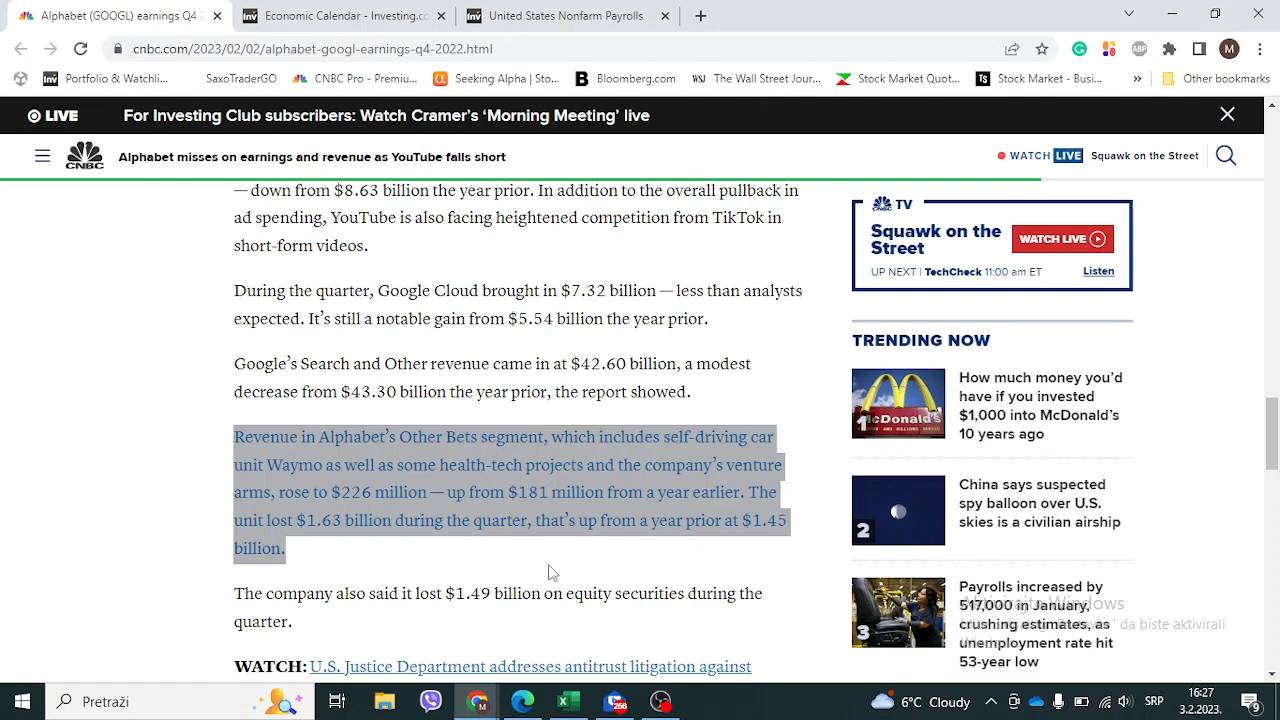 Alphabet (GOOGL) earnings Q4 2
Economic Calendar - Investing.co
United States Nonfarm Payrolls
cnbc.com/2023/02/02/alphabet-googl-earnings-q4-2022.html
Portfolio & Watchli...
SaxoTraderGO
CNBC Pro - Premiu...
Seeking Alpha | Sto...
Bloomberg.com
The Wall Street Jour...
Stock Market Quot...
Stock Market - Busi...
Other bookmarks
LIVE
For Investing Club subscribers: Watch Cramer's ‘Morning Meeting’ live
CNBC
Alphabet misses on earnings and revenue as YouTube falls short
WATCH LIVE Squawk on the Street
— down from $8.63 billion the year prior. In addition to the overall pullback in
ad spending, YouTube is also facing heightened competition from TikTok in
short-form videos.
During the quarter, Google Cloud brought in $7.32 billion — less than analysts
expected. It’s still a notable gain from $5.54 billion the year prior.
Google’s Search and Other revenue came in at $42.60 billion, a modest
decrease from $43.30 billion the year prior, the report showed.
Revenue in Alphabet’s Other Bets segment, which includes self-driving car
unit Waymo as well as some health-tech projects and the company’s venture
arms, rose to $226 million — up from $181 million from a year earlier. The
unit lost $1.63 billion during the quarter, that’s up from a year prior at $1.45
billion.
The company also said it lost $1.49 billion on equity securities during the
quarter.
WATCH: U.S. Justice Department addresses antitrust litigation against
CNBC TV
Squawk on the
Street
WATCH LIVE
UP NEXT | TechCheck 11:00 am ET
Listen
TRENDING NOW
1
How much money you’d
have if you invested
$1,000 into McDonald’s
10 years ago
2
China says suspected
spy balloon over U.S.
skies is a civilian airship
3
Payrolls increased by
517,000 in January,
crushing estimates, as
unemployment rate hit
53-year low
Windows
da biste aktivirali
Pretraži
256
6°C Cloudy
SRP
16:27
3.2.2023.
9